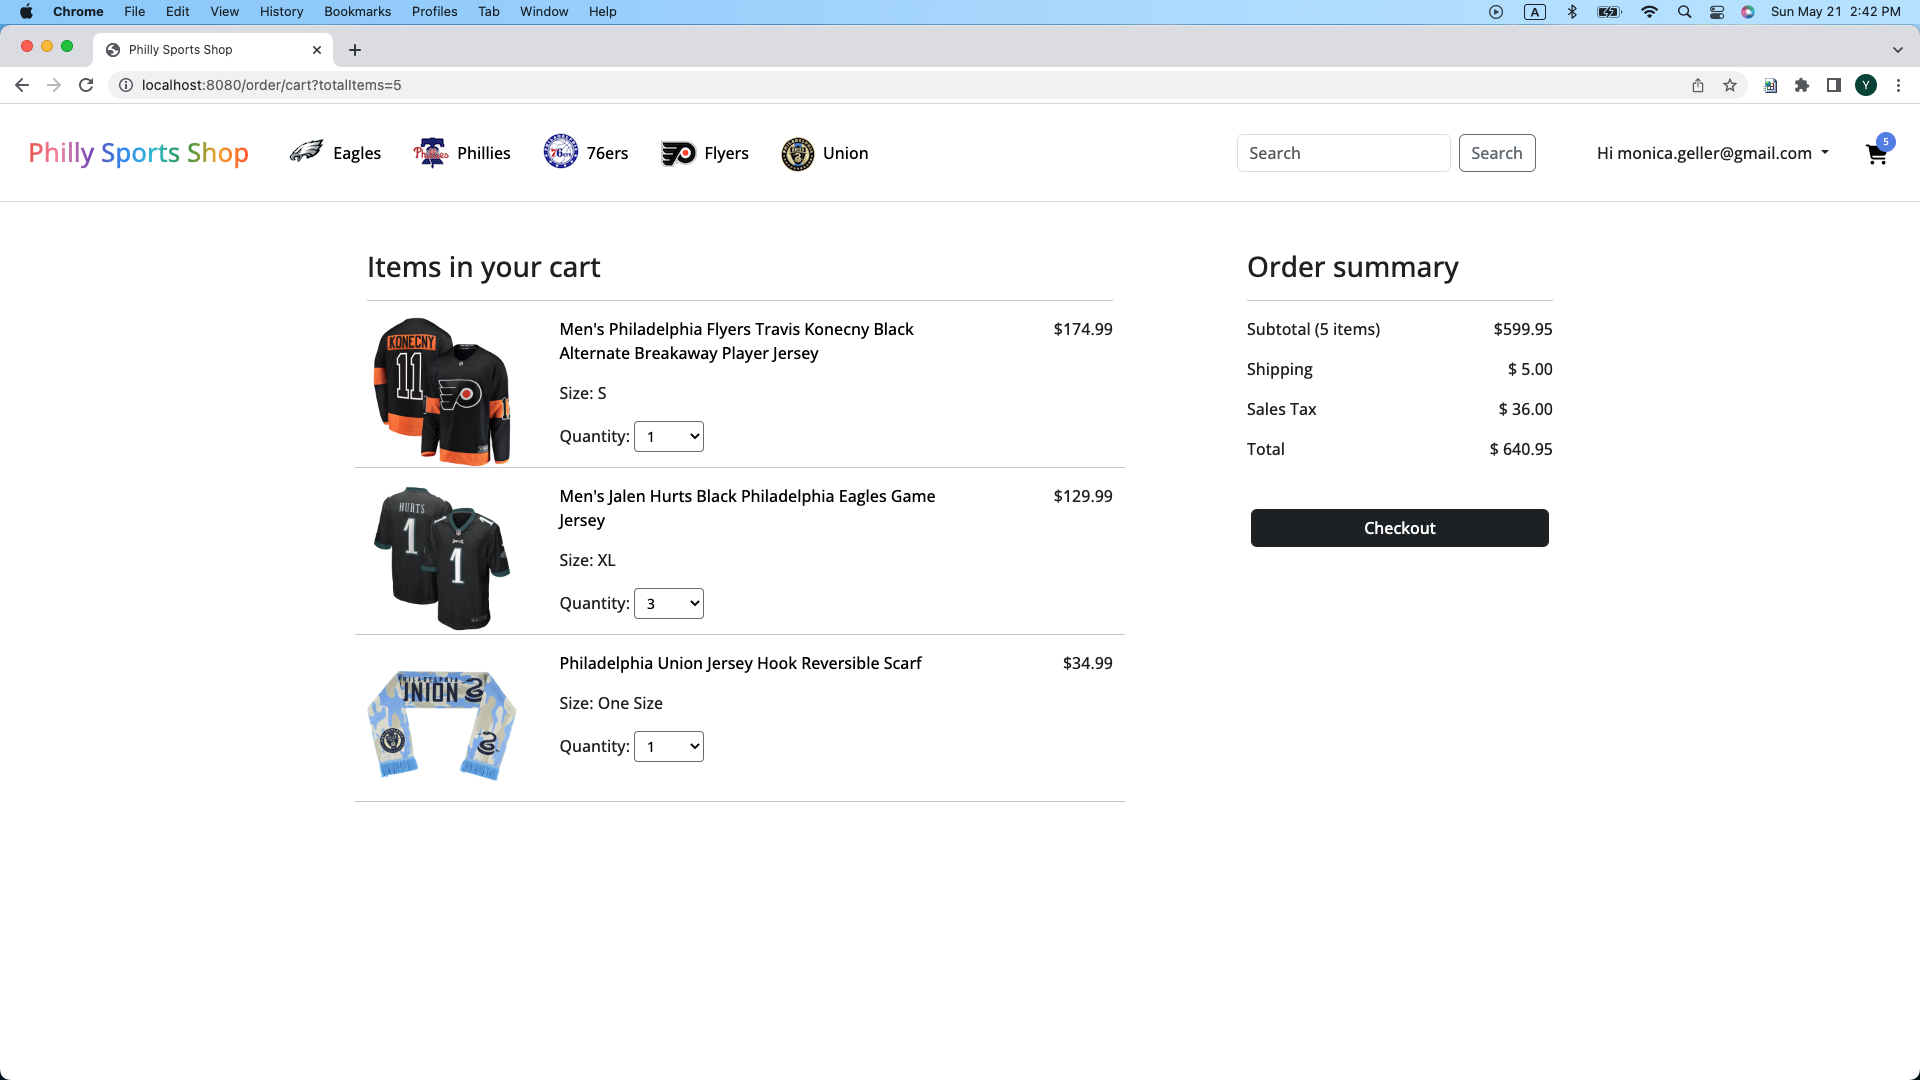 Chrome File Edit View History Bookmarks Profiles Tab Window Help A Sun May 21 2:42 PM
Philly Sports Shop
localhost:8080/order/cart?totalItems=5 Y
Philly Sports Shop Eagles Phillies Phillies 76ers 76ers Flyers Union Search Search Hi monica.geller@gmail.com 5
Items in your cart
Order summary
KONECNY
11
Men's Philadelphia Flyers Travis Konecny Black
Alternate Breakaway Player Jersey
$174.99
Size: S
Quantity: 1
HURTS
1
1
Men's Jalen Hurts Black Philadelphia Eagles Game
Jersey
$129.99
Size: XL
Quantity: 3
PHILADELPHIA
UNION
Philadelphia Union Jersey Hook Reversible Scarf
$34.99
Size: One Size
Quantity: 1
Subtotal (5 items) $599.95
Shipping $ 5.00
Sales Tax $ 36.00
Total $ 640.95
Checkout